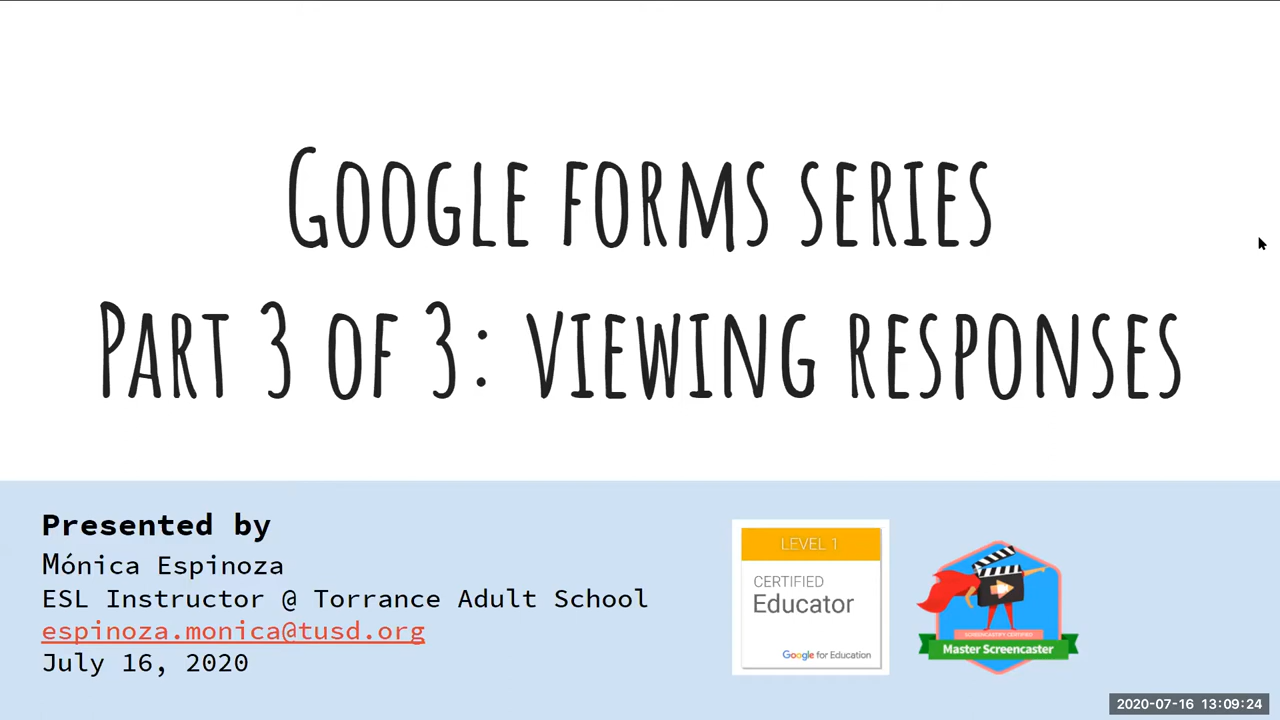 Google forms series
Part 3 of 3: viewing responses
Presented by
Mónica Espinoza
ESL Instructor @ Torrance Adult School
espinoza.monica@tusd.org
July 16, 2020
LEVEL 1
CERTIFIED
Educator
Google for Education
SCREENCASTIFY CERTIFIED
Master Screencaster
2020-07-16 13:09:24